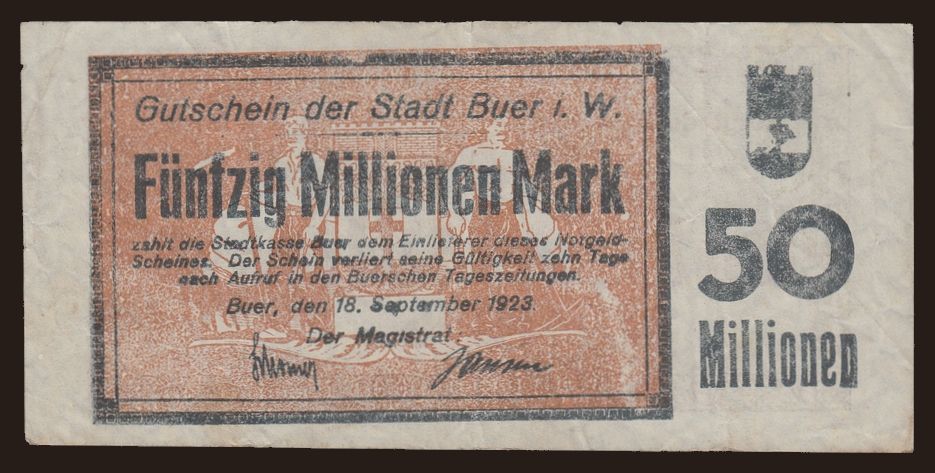 Gutschein der Stadt Buer i. W.
Fünfzig Millionen Mark
zahlt die Stadtkasse Buer dem Einlieferer dieses Notgeld-
Scheines. Der Schein verliert seine Gültigkeit zehn Tage
nach Aufruf in den Buerschen Tageszeitungen.
Buer, den 18. September 1923.
Der Magistrat.
50
Millionen